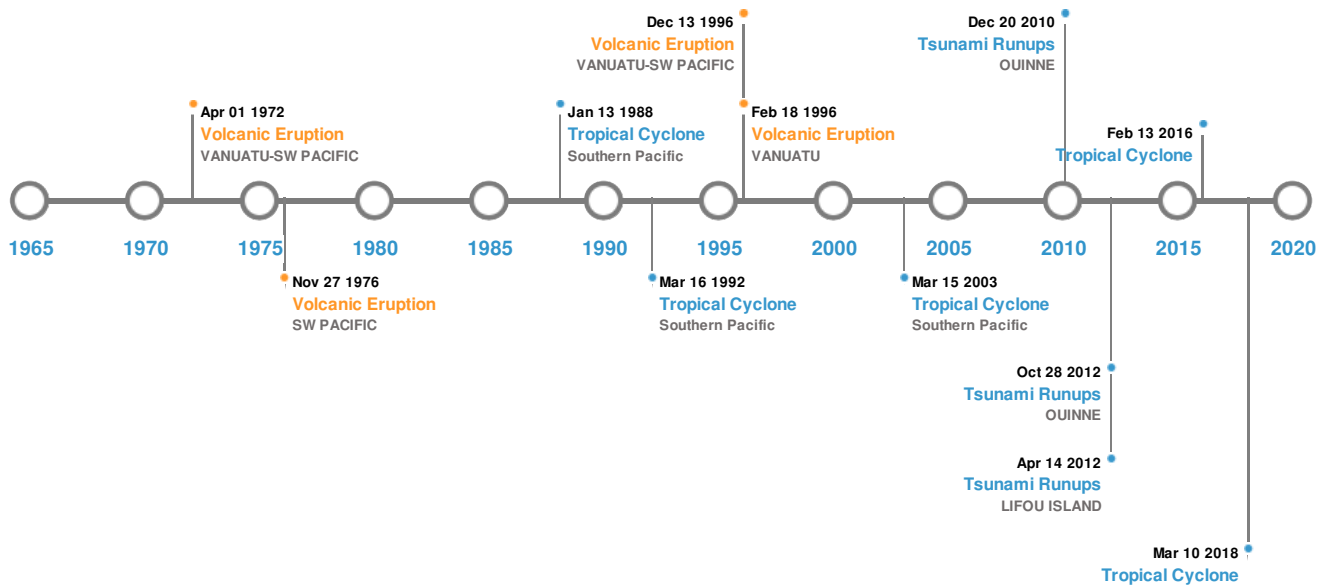 Dec 13 1996
Volcanic Eruption
VANUATU-SW PACIFIC
Dec 20 2010
Tsunami Runups
OUINNE
Apr 01 1972
Volcanic Eruption
VANUATU-SW PACIFIC
Jan 13 1988
Tropical Cyclone
Southern Pacific
Feb 18 1996
Volcanic Eruption
VANUATU
Feb 13 2016
Tropical Cyclone
1965 1970 1975 1980 1985 1990 1995 2000 2005 2010 2015 2020
Nov 27 1976
Volcanic Eruption
SW PACIFIC
Mar 16 1992
Tropical Cyclone
Southern Pacific
Mar 15 2003
Tropical Cyclone
Southern Pacific
Oct 28 2012
Tsunami Runups
OUINNE
Apr 14 2012
Tsunami Runups
LIFOU ISLAND
Mar 10 2018
Tropical Cyclone